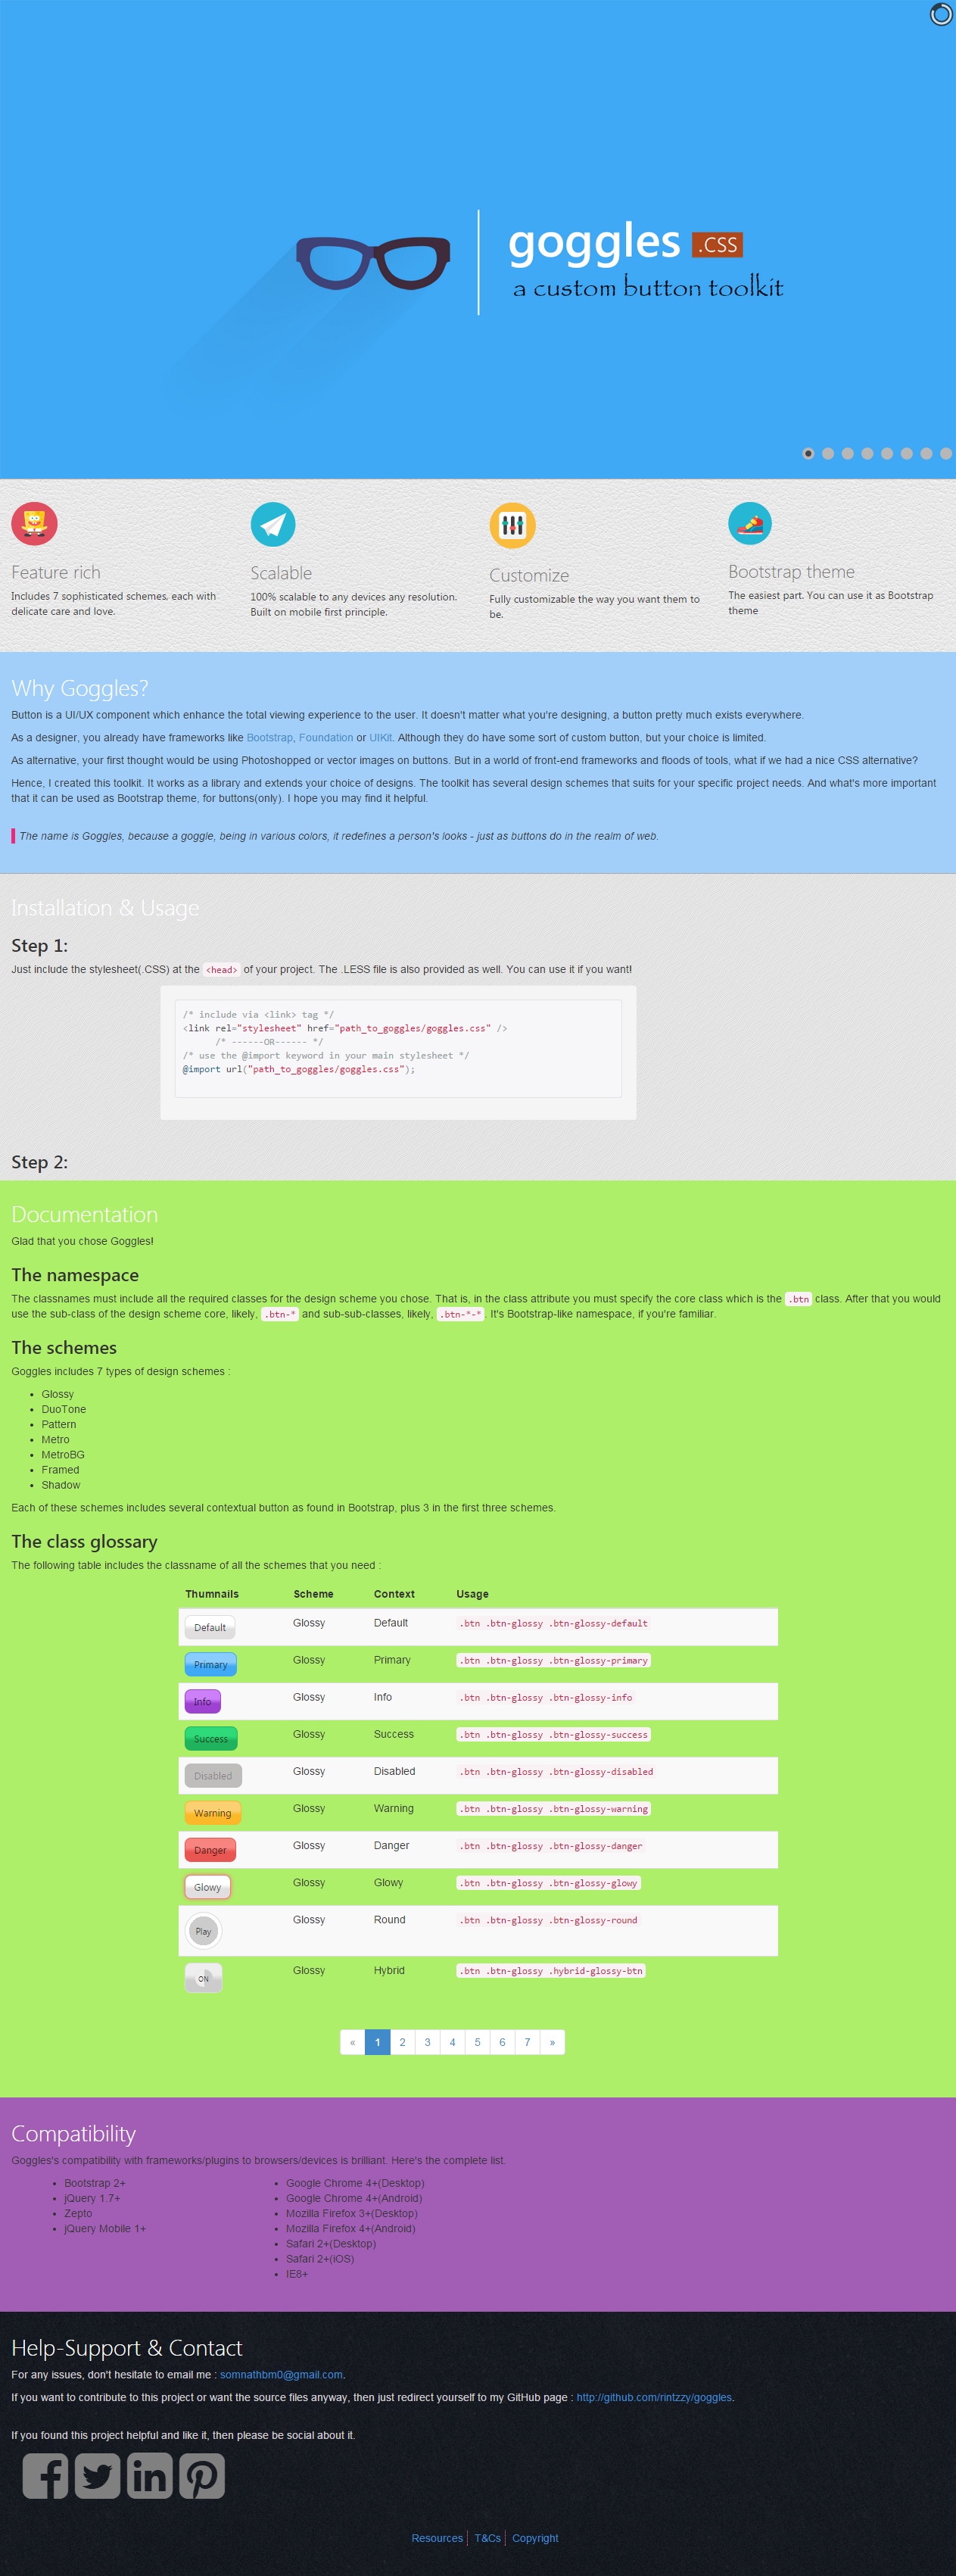 goggles .CSS
a custom button toolkit
Feature rich
Includes 7 sophisticated schemes, each with
delicate care and love.
Scalable
100% scalable to any devices any resolution.
Built on mobile first principle.
Customize
Fully customizable the way you want them to
be.
Bootstrap theme
The easiest part. You can use it as Bootstrap
theme
Why Goggles?
Button is a UI/UX component which enhance the total viewing experience to the user. It doesn't matter what you're designing, a button pretty much exists everywhere.
As a designer, you already have frameworks like Bootstrap, Foundation or UIKit. Although they do have some sort of custom button, but your choice is limited.
As alternative, your first thought would be using Photoshopped or vector images on buttons. But in a world of front-end frameworks and floods of tools, what if we had a nice CSS alternative?
Hence, I created this toolkit. It works as a library and extends your choice of designs. The toolkit has several design schemes that suits for your specific project needs. And what's more important
that it can be used as Bootstrap theme, for buttons(only). I hope you may find it helpful.
The name is Goggles, because a goggle, being in various colors, it redefines a person's looks - just as buttons do in the realm of web.
Installation & Usage
Step 1:
Just include the stylesheet(.CSS) at the <head> of your project. The .LESS file is also provided as well. You can use it if you want!
/* include via <link> tag */
<link rel="stylesheet" href="path_to_goggles/goggles.css" />
/* ------OR------ */
/* use the @import keyword in your main stylesheet */
@import url("path_to_goggles/goggles.css");
Step 2:
Documentation
Glad that you chose Goggles!
The namespace
The classnames must include all the required classes for the design scheme you chose. That is, in the class attribute you must specify the core class which is the .btn class. After that you would
use the sub-class of the design scheme core, likely, .btn-* and sub-sub-classes, likely, .btn-*-*. It's Bootstrap-like namespace, if you're familiar.
The schemes
Goggles includes 7 types of design schemes :
• Glossy
• DuoTone
• Pattern
• Metro
• MetroBG
• Framed
• Shadow
Each of these schemes includes several contextual button as found in Bootstrap, plus 3 in the first three schemes.
The class glossary
The following table includes the classname of all the schemes that you need :
Thumnails Scheme Context Usage
Default Glossy Default .btn .btn-glossy .btn-glossy-default
Primary Glossy Primary .btn .btn-glossy .btn-glossy-primary
Info Glossy Info .btn .btn-glossy .btn-glossy-info
Success Glossy Success .btn .btn-glossy .btn-glossy-success
Disabled Glossy Disabled .btn .btn-glossy .btn-glossy-disabled
Warning Glossy Warning .btn .btn-glossy .btn-glossy-warning
Danger Glossy Danger .btn .btn-glossy .btn-glossy-danger
Glowy Glossy Glowy .btn .btn-glossy .btn-glossy-glowy
Play Glossy Round .btn .btn-glossy .btn-glossy-round
ON Glossy Hybrid .btn .btn-glossy .hybrid-glossy-btn
« 1 2 3 4 5 6 7 »
Compatibility
Goggles's compatibility with frameworks/plugins to browsers/devices is brilliant. Here's the complete list.
• Bootstrap 2+
• jQuery 1.7+
• Zepto
• jQuery Mobile 1+
• Google Chrome 4+(Desktop)
• Google Chrome 4+(Android)
• Mozilla Firefox 3+(Desktop)
• Mozilla Firefox 4+(Android)
• Safari 2+(Desktop)
• Safari 2+(iOS)
• IE8+
Help-Support & Contact
For any issues, don't hesitate to email me : somnathbm0@gmail.com.
If you want to contribute to this project or want the source files anyway, then just redirect yourself to my GitHub page : http://github.com/rintzzy/goggles.
If you found this project helpful and like it, then please be social about it.
Resources | T&Cs | Copyright